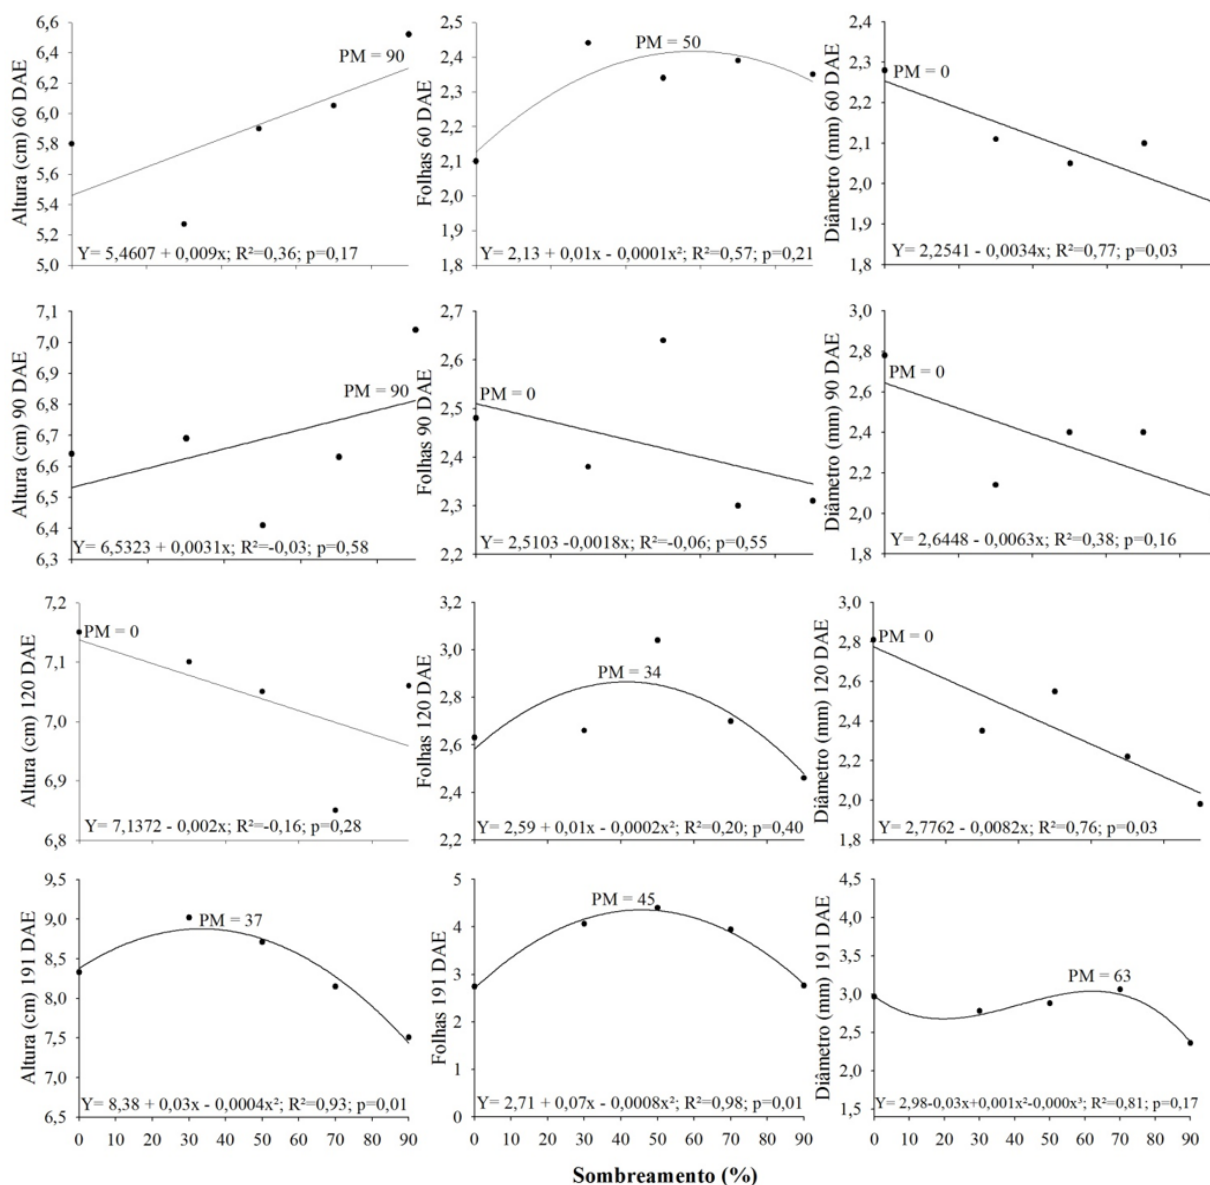 Altura (cm) 60 DAE
6,6
6,4
6,2
6,0
5,8
5,6
5,4
5,2
5,0
PM = 90
Y= 5,4607 + 0,009x; R²=0,36; p=0,17
Folhas 60 DAE
2,5
2,4
2,3
2,2
2,1
2,0
1,9
1,8
PM = 50
Y= 2,13 + 0,01x - 0,0001x²; R²=0,57; p=0,21
Diâmetro (mm) 60 DAE
2,4
2,3
2,2
2,1
2,0
1,9
1,8
PM = 0
Y= 2,2541 - 0,0034x; R²=0,77; p=0,03
Altura (cm) 90 DAE
7,1
7,0
6,9
6,8
6,7
6,6
6,5
6,4
6,3
PM = 90
Y= 6,5323 + 0,0031x; R²=-0,03; p=0,58
Folhas 90 DAE
2,7
2,6
2,5
2,4
2,3
2,2
PM = 0
Y= 2,5103 -0,0018x; R²=-0,06; p=0,55
Diâmetro (mm) 90 DAE
3,0
2,8
2,6
2,4
2,2
2,0
1,8
PM = 0
Y= 2,6448 - 0,0063x; R²=0,38; p=0,16
Altura (cm) 120 DAE
7,2
7,1
7,0
6,9
6,8
PM = 0
Y= 7,1372 - 0,002x; R²=-0,16; p=0,28
Folhas 120 DAE
3,2
3,0
2,8
2,6
2,4
2,2
PM = 34
Y= 2,59 + 0,01x - 0,0002x²; R²=0,20; p=0,40
Diâmetro (mm) 120 DAE
3,0
2,8
2,6
2,4
2,2
2,0
1,8
PM = 0
Y= 2,7762 - 0,0082x; R²=0,76; p=0,03
Altura (cm) 191 DAE
9,5
9,0
8,5
8,0
7,5
7,0
6,5
PM = 37
Y= 8,38 + 0,03x - 0,0004x²; R²=0,93; p=0,01
0 10 20 30 40 50 60 70 80 90
Folhas 191 DAE
5
4
3
2
1
0
PM = 45
Y= 2,71 + 0,07x - 0,0008x²; R²=0,98; p=0,01
0 10 20 30 40 50 60 70 80 90
Diâmetro (mm) 191 DAE
4,5
4,0
3,5
3,0
2,5
2,0
1,5
PM = 63
Y= 2,98-0,03x+0,001x²-0,000x³; R²=0,81; p=0,17
0 10 20 30 40 50 60 70 80 90
Sombreamento (%)